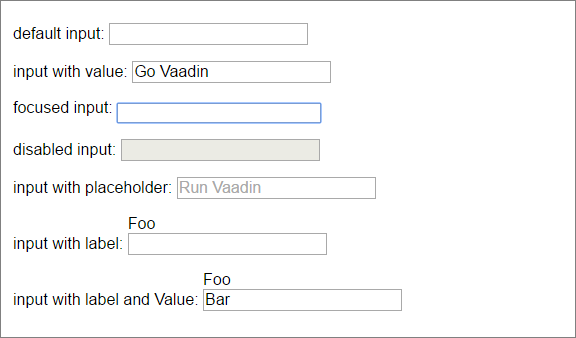 default input:
input with value: Go Vaadin
focused input:
disabled input:
input with placeholder: Run Vaadin
Foo
input with label:
Foo
input with label and Value: Bar